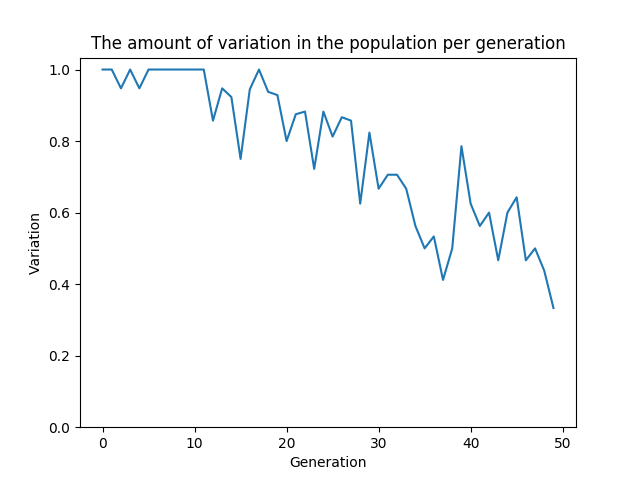 The amount of variation in the population per generation
1.0
0.8
0.6
0.4
0.2
0.0
Variation
0 10 20 30 40 50
Generation